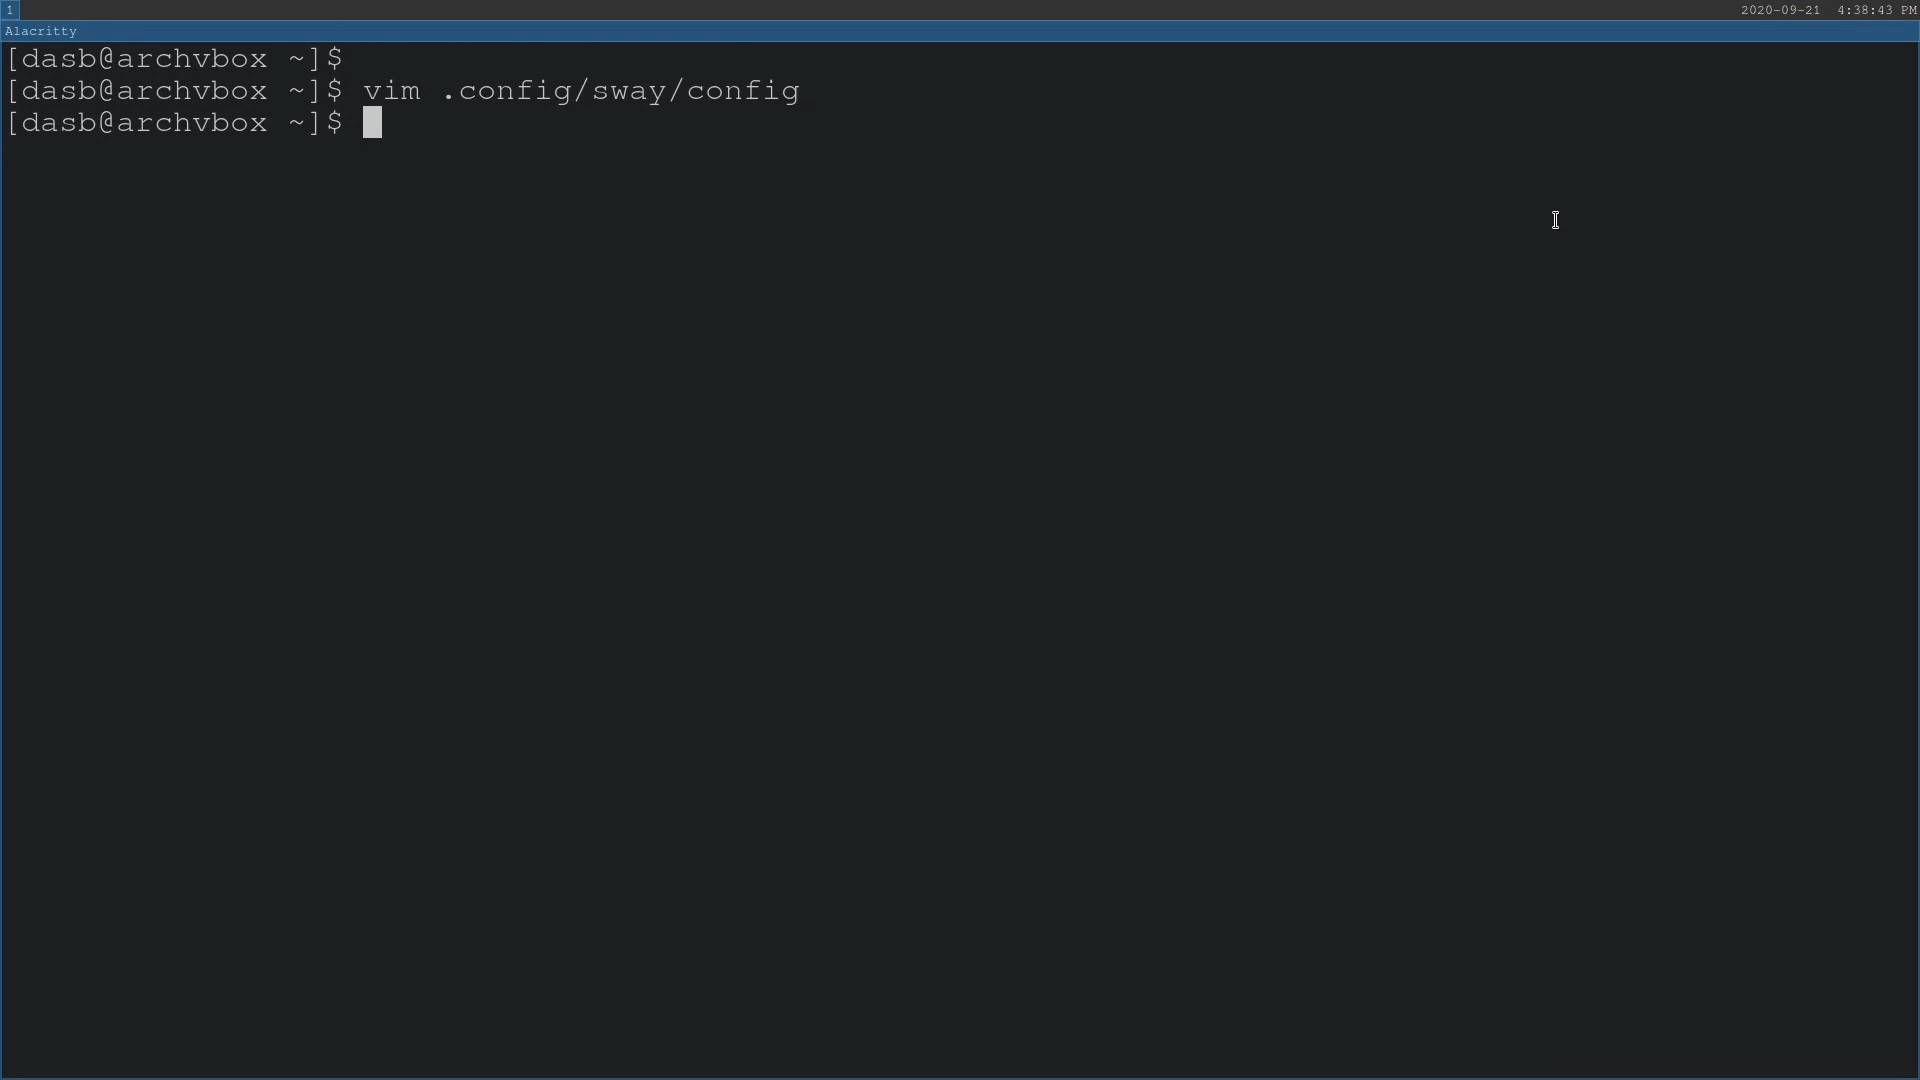 1 2020-09-21 4:38:43 PM
Alacritty
[dasb@archvbox ~]$
[dasb@archvbox ~]$ vim .config/sway/config
[dasb@archvbox ~]$